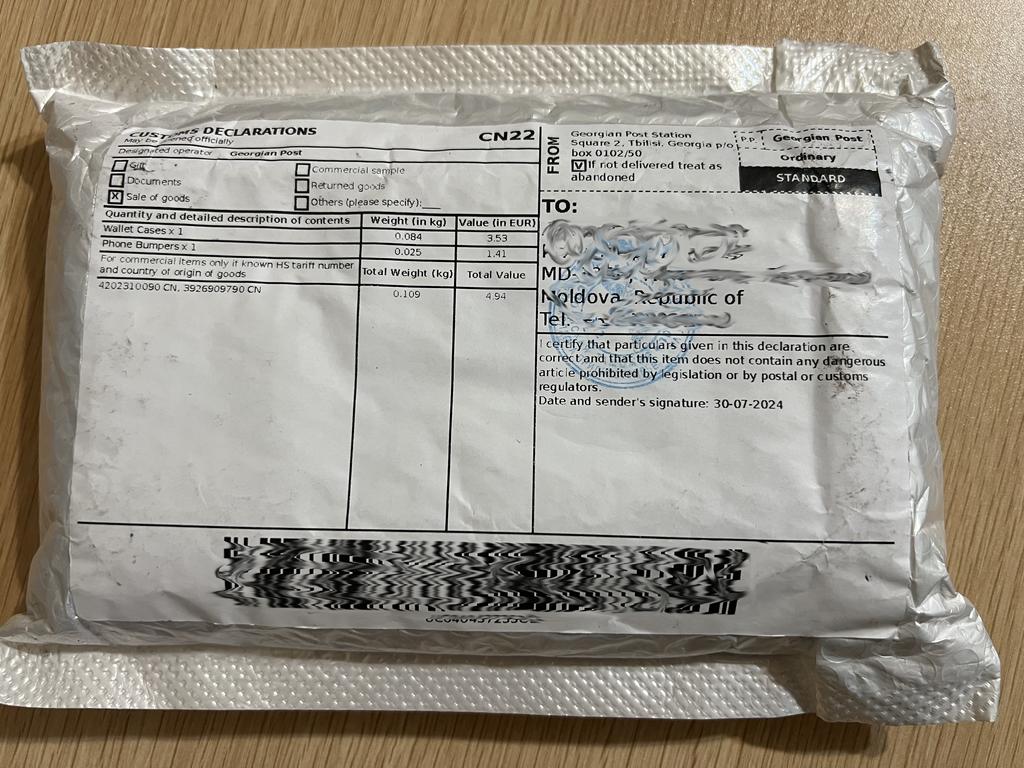 CUSTOMS DECLARATIONS
May be opened officially
CN22
Designated operator Georgian Post
Gift
Commercial sample
Documents
Returned goods
X Sale of goods
Others (please specify):___
Quantity and detailed description of contents
Weight (in kg)
Value (in EUR)
Wallet Cases x 1
0.084
3.53
Phone Bumpers x 1
0.025
1.41
For commercial items only if known HS tariff number
and country of origin of goods
Total Weight (kg)
Total Value
4202310090 CN, 3926909790 CN
0.109
4.94
FROM
Georgian Post Station
Square 2, Tbilisi, Georgia p/o
box 0102/50
If not delivered treat as
abandoned
P.P. Georgian Post
Ordinary
STANDARD
TO:
MD
Moldova, Republic of
Tel:
I certify that particulars given in this declaration are
correct and that this item does not contain any dangerous
article prohibited by legislation or by postal or customs
regulators.
Date and sender's signature: 30-07-2024